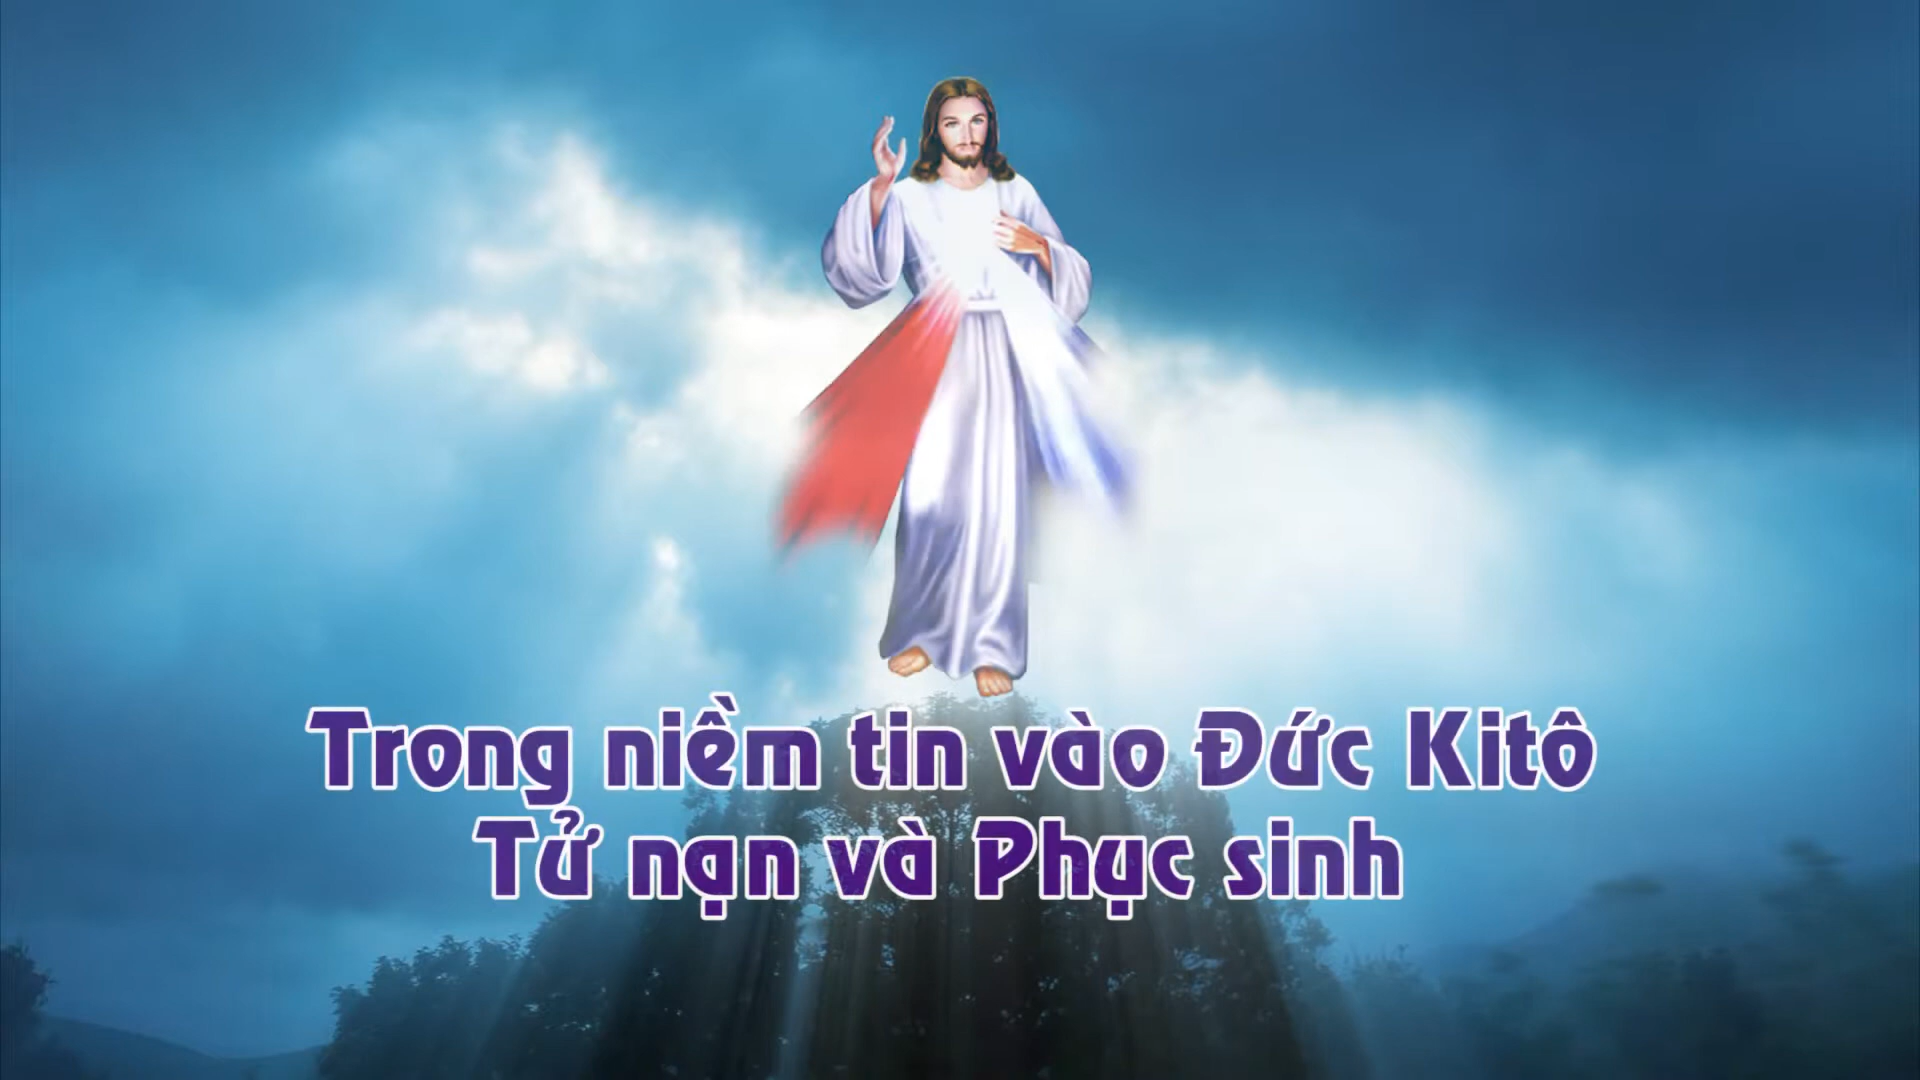 Trong niềm tin vào Đức Kitô
Tử nạn và Phục sinh